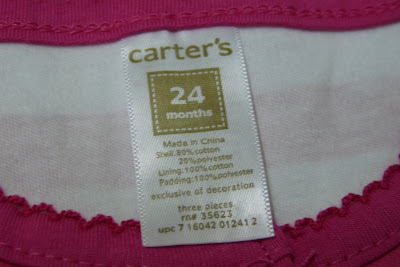 carter's
24
months
Made in China
Shell:80%cotton
20%polyester
Lining:100%cotton
Padding:100%polyester
exclusive of decoration
three pieces
rn# 35623
upc 7 16042 01241 2